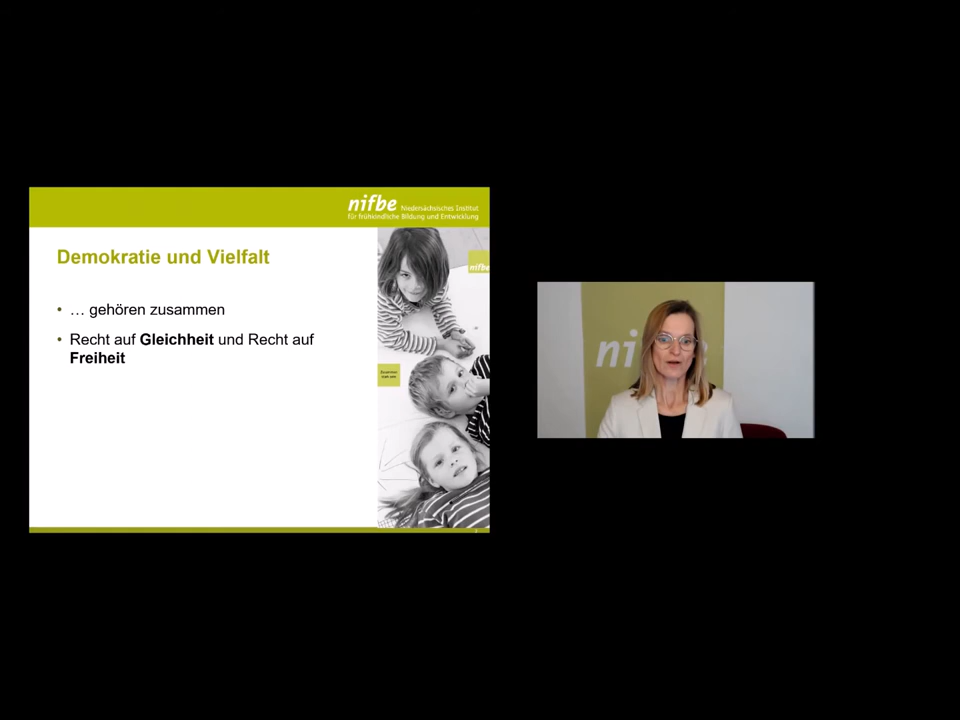 nifbe Niedersächsisches Institut
für frühkindliche Bildung und Entwicklung
Demokratie und Vielfalt
nifbe
• … gehören zusammen
• Recht auf Gleichheit und Recht auf
Freiheit
ni